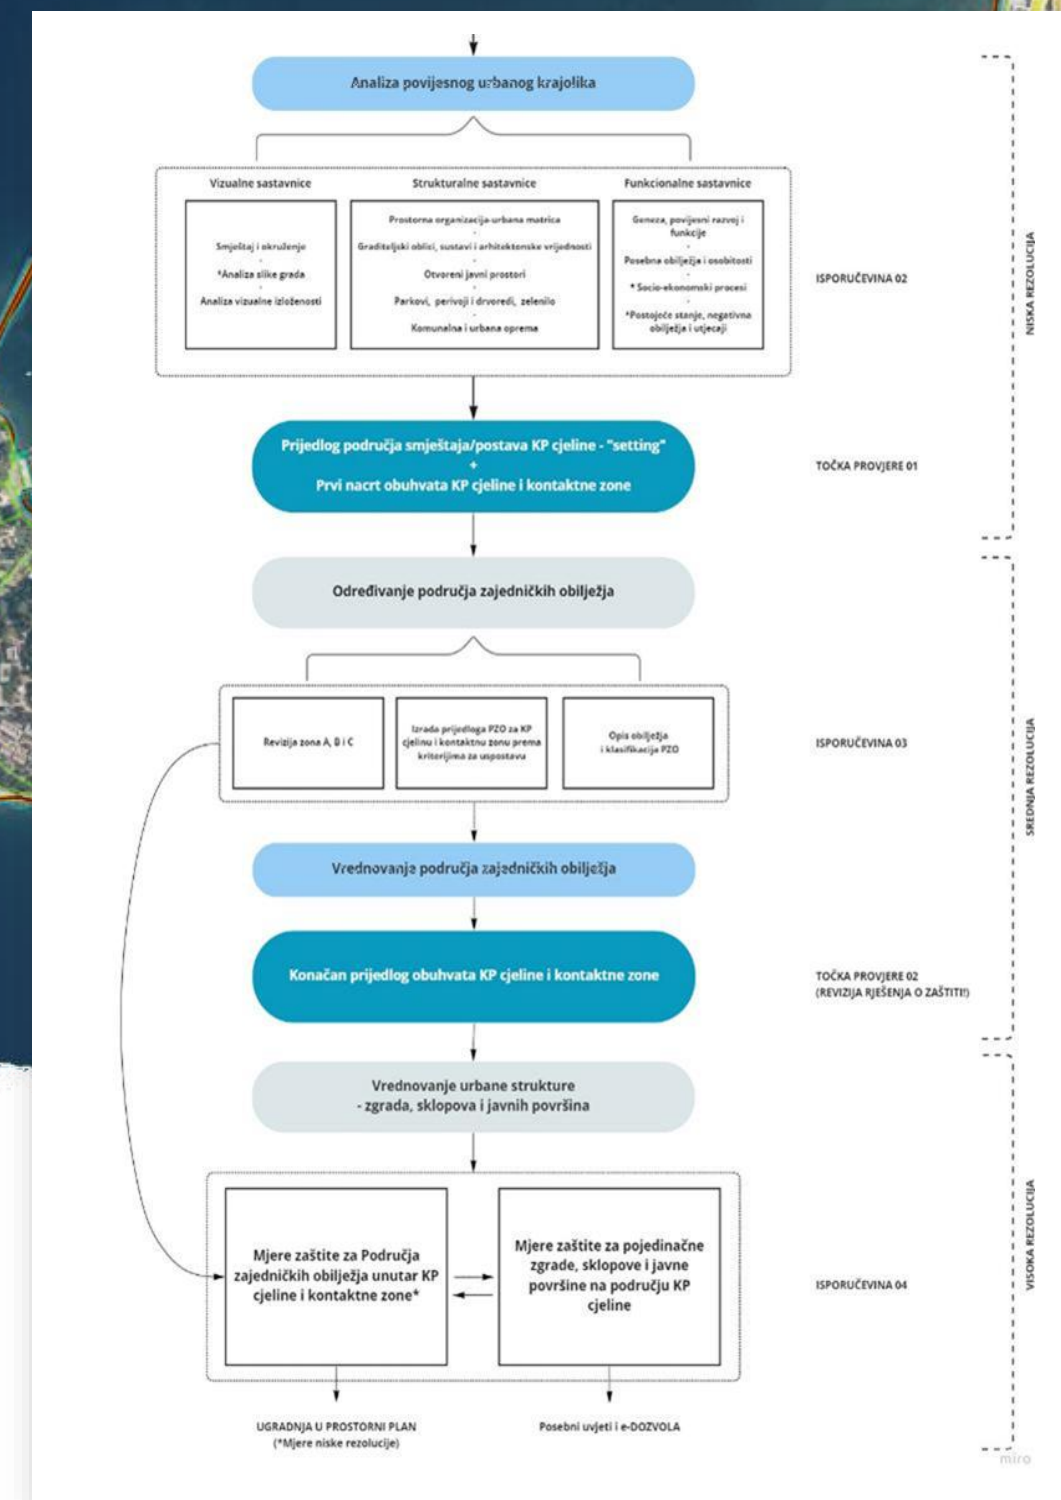 Analiza povijesnog urbanog krajolika
Vizualne sastavnice
Smještaj i okruženje
-
*Analiza slike grada
-
Analiza vizualne izloženosti
Strukturalne sastavnice
Prostorna organizacija-urbana matrica
-
Graditeljski oblici, sustavi i arhitektonske vrijednosti
-
Otvoreni javni prostori
-
Parkovi, perivoji i drvoredi, zelenilo
-
Komunalna i urbana oprema
Funkcionalne sastavnice
Geneza, povijesni razvoj i
funkcije
-
Posebna obilježja i osobitosti
-
* Socio-ekonomski procesi
-
*Postojeće stanje, negativna
obilježja i utjecaji
ISPORUČEVINA 02
NISKA REZOLUCIJA
Prijedlog područja smještaja/postava KP cjeline - "setting"
+
Prvi nacrt obuhvata KP cjeline i kontaktne zone
TOČKA PROVJERE 01
Određivanje područja zajedničkih obilježja
Revizija zona A, B i C
Izrada prijedloga PZO za KP
cjelinu i kontaktnu zonu prema
kriterijima za uspostavu
Opis obilježja
i klasifikacija PZO
ISPORUČEVINA 03
SREDNJA REZOLUCIJA
Vrednovanje područja zajedničkih obilježja
Konačan prijedlog obuhvata KP cjeline i kontaktne zone
TOČKA PROVJERE 02
(REVIZIJA RJEŠENJA O ZAŠTITI!)
Vrednovanje urbane strukture
- zgrada, sklopova i javnih površina
Mjere zaštite za Područja
zajedničkih obilježja unutar KP
cjeline i kontaktne zone*
Mjere zaštite za pojedinačne
zgrade, sklopove i javne
površine na području KP
cjeline
ISPORUČEVINA 04
VISOKA REZOLUCIJA
UGRADNJA U PROSTORNI PLAN
(*Mjere niske rezolucije)
Posebni uvjeti i e-DOZVOLA
miro